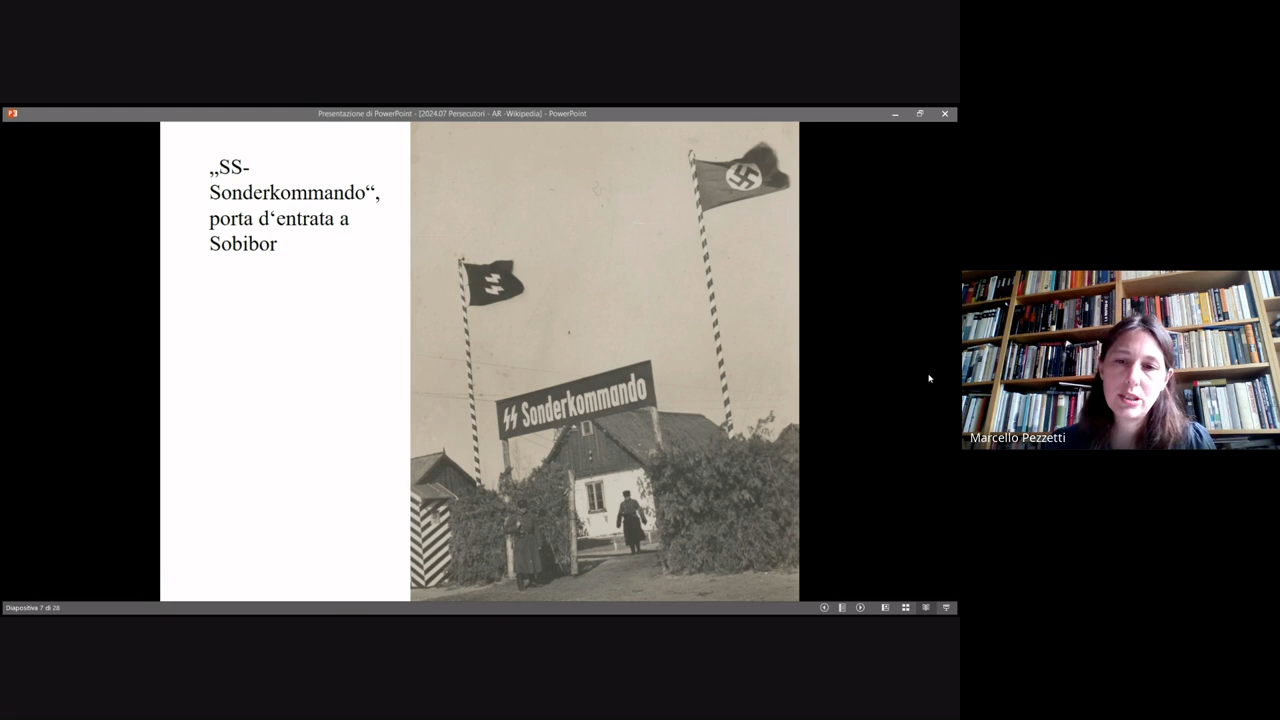 Presentazione di PowerPoint - [2024.07 Persecutori - AR -Wikipedia] - PowerPoint
„SS-
Sonderkommando“,
porta d‘entrata a
Sobibor
SS Sonderkommando
Marcello Pezzetti
Diapositiva 7 di 28